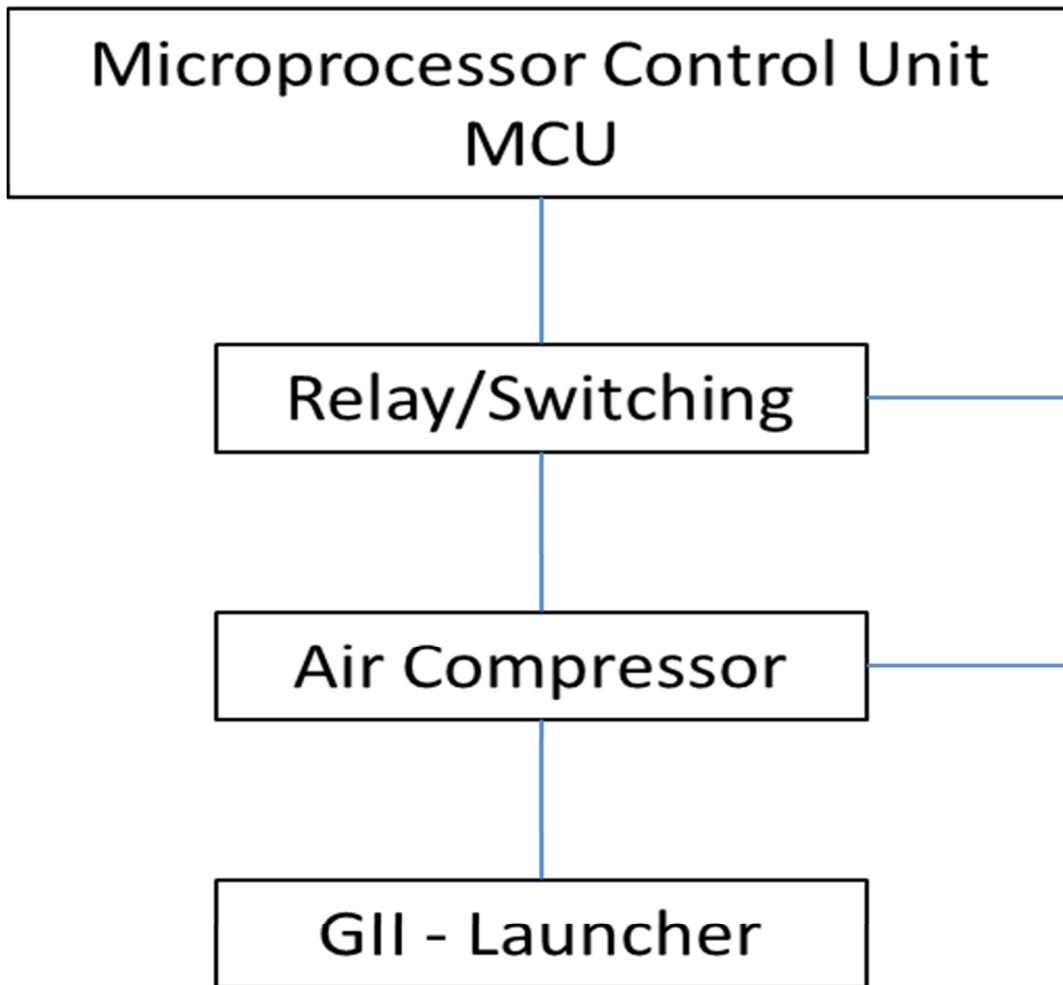 Microprocessor Control Unit
MCU
Relay/Switching
Air Compressor
GII - Launcher